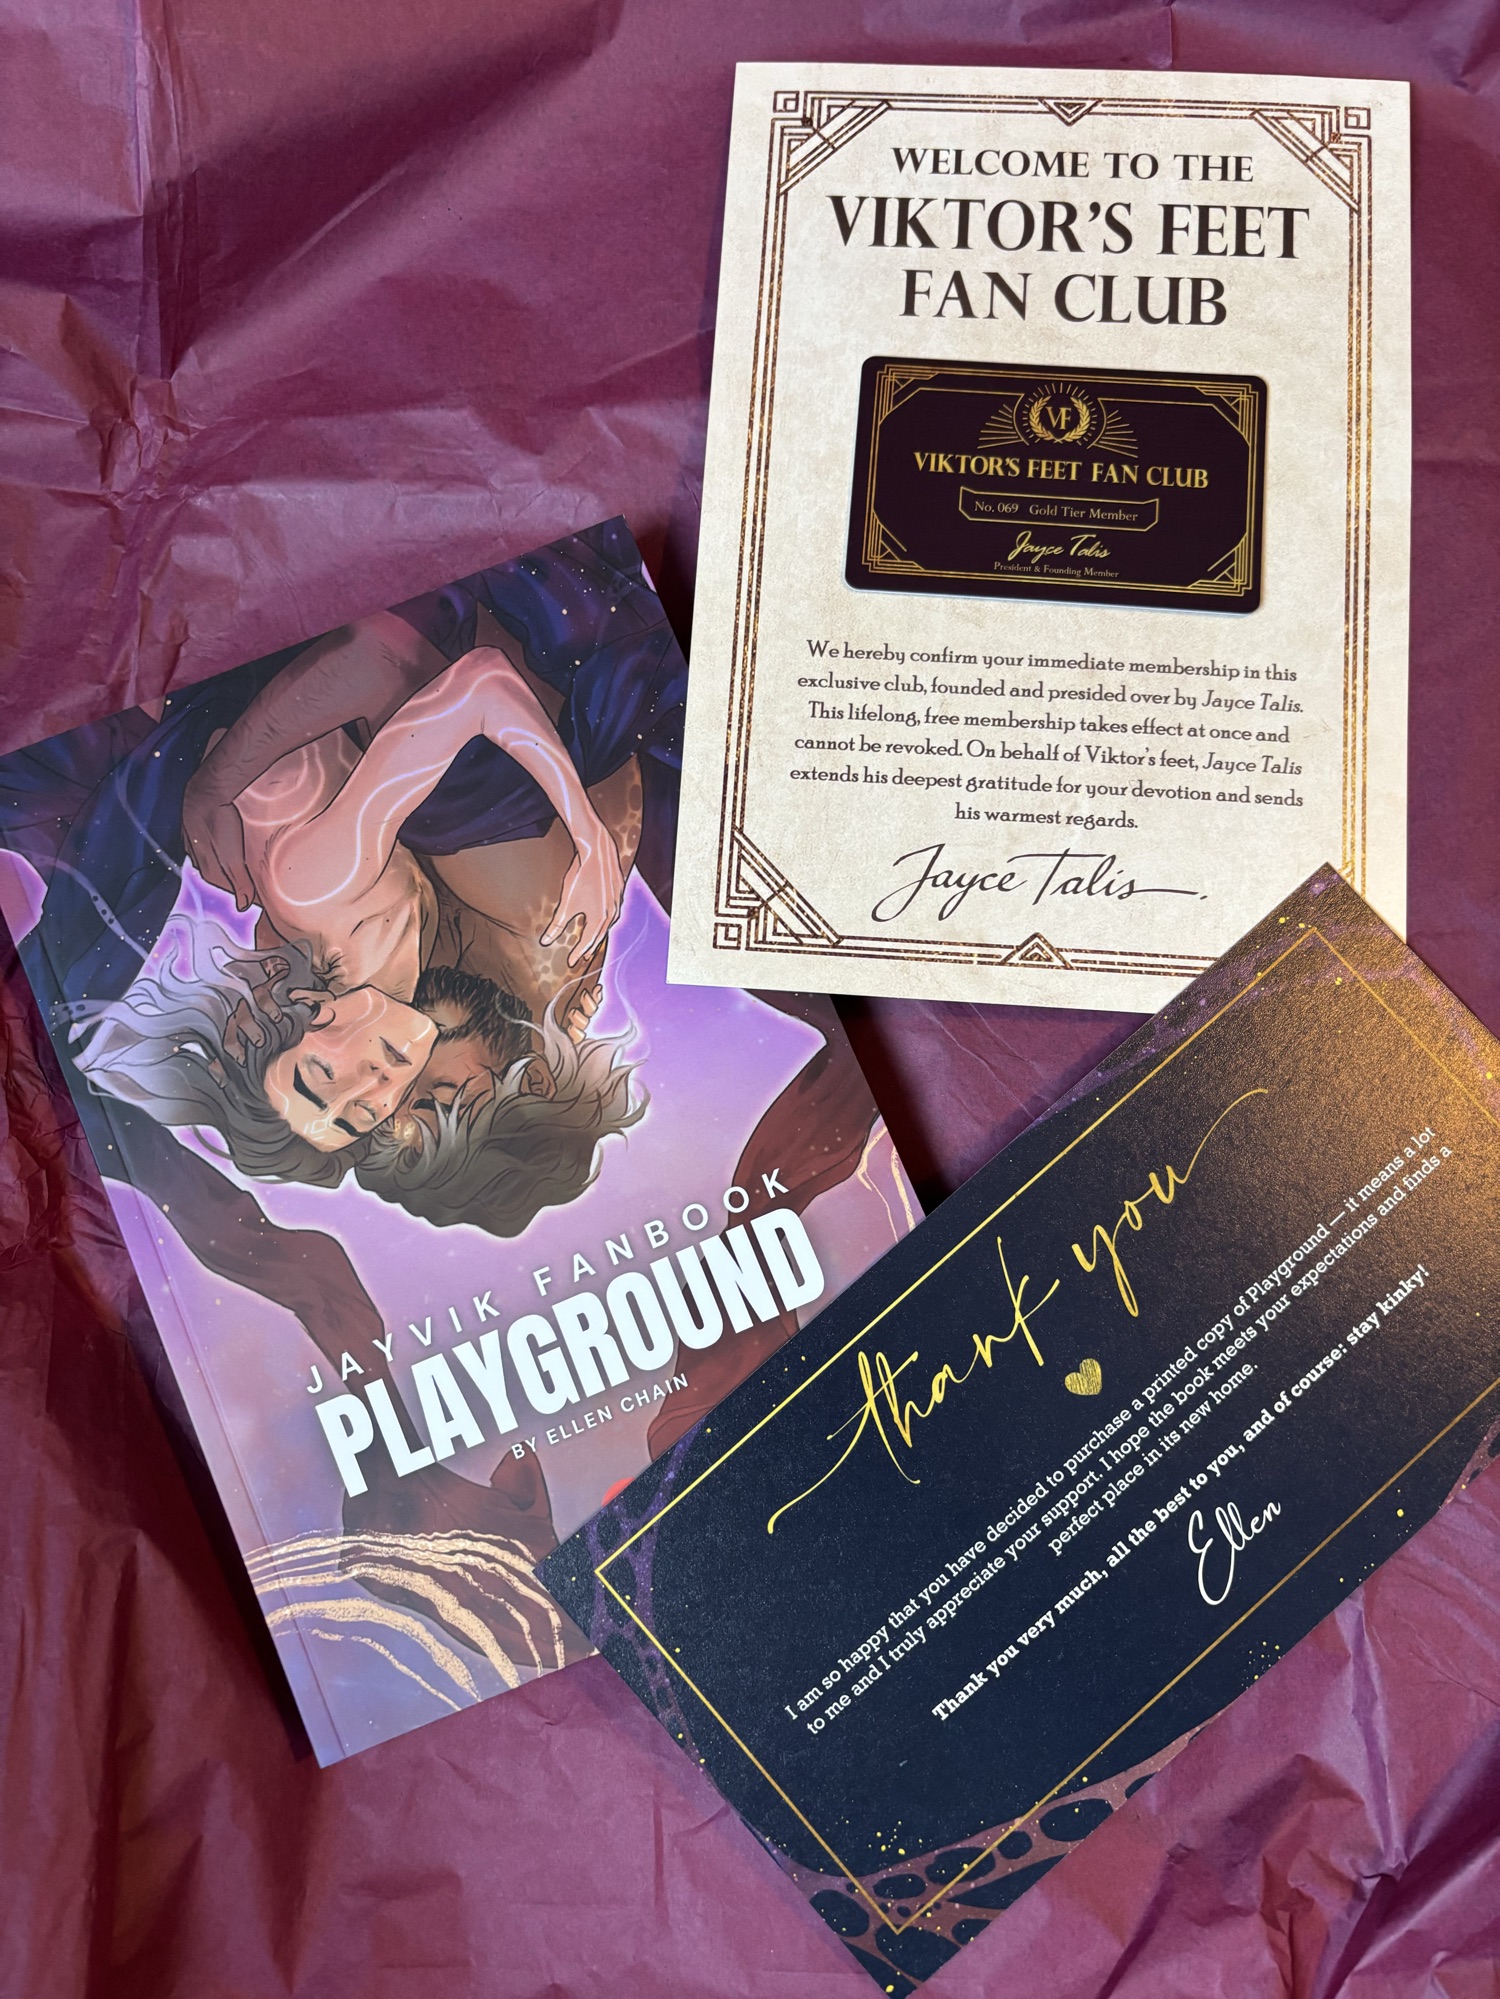 WELCOME TO THE
VIKTOR'S FEET
FAN CLUB
VF
VIKTOR'S FEET FAN CLUB
No. 069 Gold Tier Member
Jayce Talis
President & Founding Member
We hereby confirm your immediate membership in this
exclusive club, founded and presided over by Jayce Talis.
This lifelong, free membership takes effect at once and
cannot be revoked. On behalf of Viktor's feet, Jayce Talis
extends his deepest gratitude for your devotion and sends
his warmest regards.
Jayce Talis
JAYVIK FANBOOK
PLAYGROUND
BY ELLEN CHAIN
thank you
I am so happy that you have decided to purchase a printed copy of Playground — it means a lot
to me and I truly appreciate your support. I hope the book meets your expectations and finds a
perfect place in its new home.
Thank you very much, all the best to you, and of course: stay kinky!
Ellen